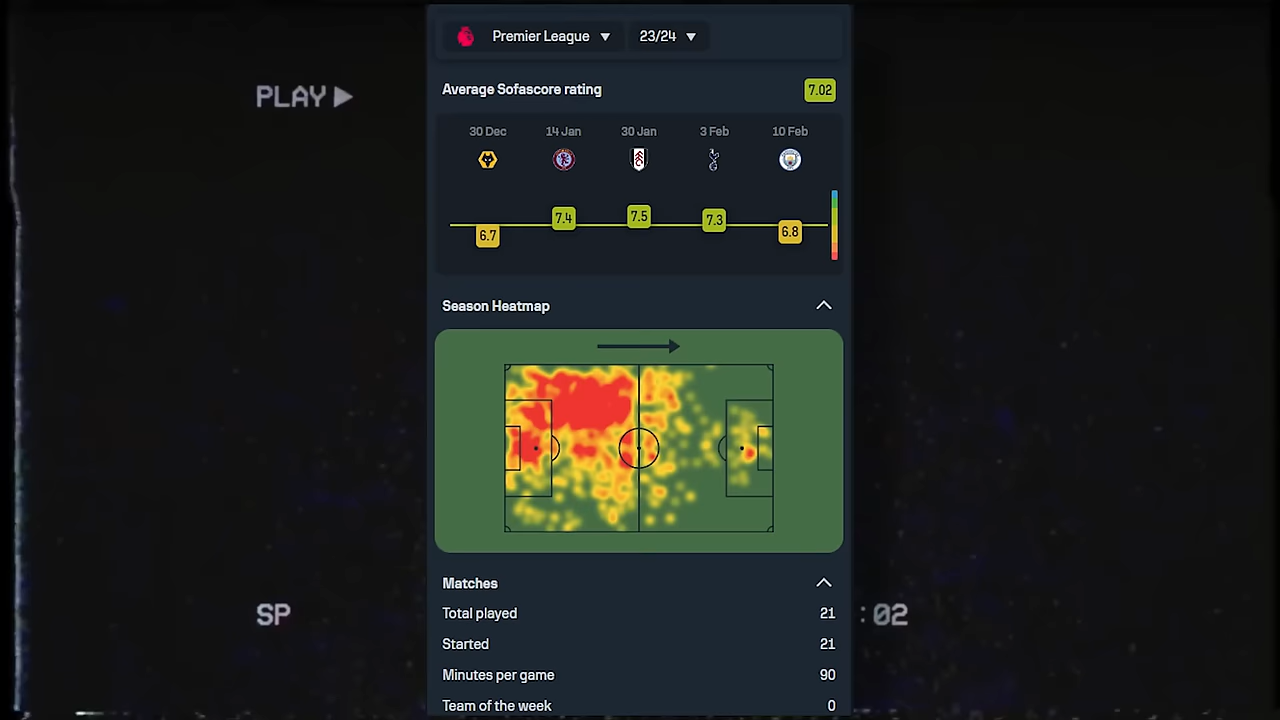 Premier League ▼ 23/24 ▼
PLAY ▶
Average Sofascore rating 7.02
30 Dec 14 Jan 30 Jan 3 Feb 10 Feb
6.7 7.4 7.5 7.3 6.8
Season Heatmap
Matches
Total played 21
SP :02
Started 21
Minutes per game 90
Team of the week 0